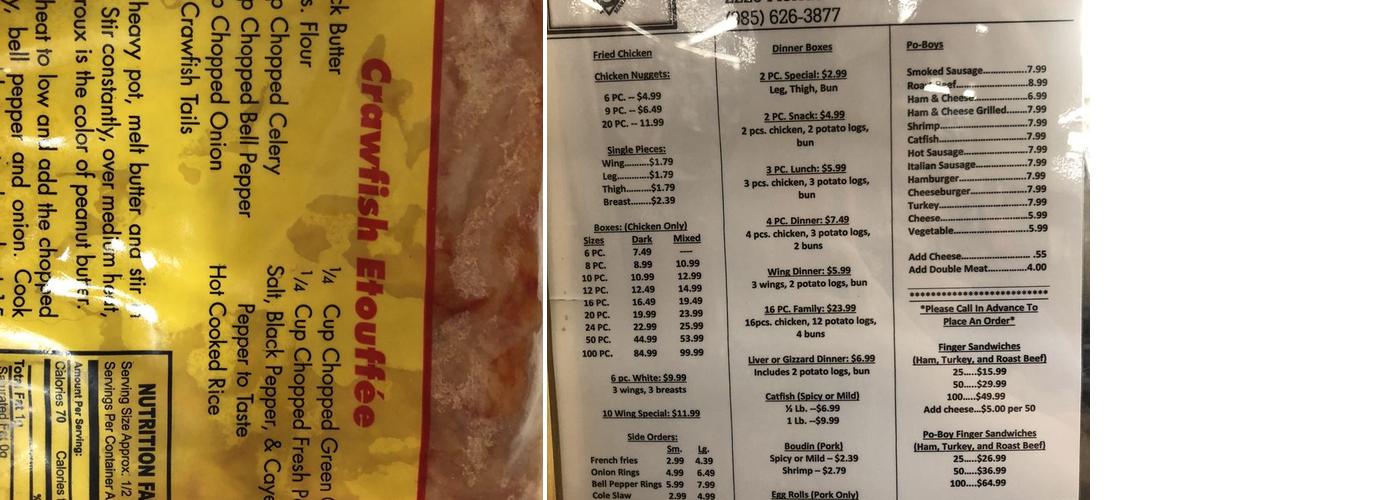 Crawfish Etouffée
ck Butter
s. Flour
p Chopped Celery
p Chopped Bell Pepper
p Chopped Onion
Crawfish Tails
1/4 Cup Chopped Green
1/4 Cup Chopped Fresh P
Salt, Black Pepper, & Caye
Pepper to Taste
Hot Cooked Rice
heavy pot, melt butter and stir
Stir constantly, over medium heat,
roux is the color of peanut butter.
heat to low and add the chopped
y, bell pepper and onion. Cook
NUTRITION FA
Serving Size Approx. 1/2
Servings Per Container A
Amount Per Serving:
Calories 70 Calories
Total Fat 1g
(985) 626-3877
Fried Chicken
Chicken Nuggets:
6 PC. -- $4.99
9 PC. -- $6.49
20 PC. -- 11.99
Single Pieces:
Wing..........$1.79
Leg..........$1.79
Thigh..........$1.79
Breast........$2.39
Boxes: (Chicken Only)
Sizes Dark Mixed
6 PC. 7.49 ----
8 PC. 8.99 10.99
10 PC. 10.99 12.99
12 PC. 12.49 14.99
16 PC. 16.49 19.49
20 PC. 19.99 23.99
24 PC. 22.99 25.99
50 PC. 44.99 53.99
100 PC. 84.99 99.99
6 pc. White: $9.99
3 wings, 3 breasts
10 Wing Special: $11.99
Side Orders:
Sm. Lg.
French fries 2.99 4.39
Onion Rings 4.99 6.49
Bell Pepper Rings 5.99 7.99
Cole Slaw 2.99 4.99
Dinner Boxes
2 PC. Special: $2.99
Leg, Thigh, Bun
2 PC. Snack: $4.99
2 pcs. chicken, 2 potato logs,
bun
3 PC. Lunch: $5.99
3 pcs. chicken, 3 potato logs,
bun
4 PC. Dinner: $7.49
4 pcs. chicken, 3 potato logs,
2 buns
Wing Dinner: $5.99
3 wings, 2 potato logs, bun
16 PC. Family: $23.99
16pcs. chicken, 12 potato logs,
4 buns
Liver or Gizzard Dinner: $6.99
Includes 2 potato logs, bun
Catfish (Spicy or Mild)
½ Lb. --$6.99
1 Lb. --$9.99
Boudin (Pork)
Spicy or Mild – $2.39
Shrimp – $2.79
Egg Rolls (Pork Only)
Po-Boys
Smoked Sausage................7.99
Roast Beef......................8.99
Ham & Cheese..................6.99
Ham & Cheese Grilled.......7.99
Shrimp............................7.99
Catfish............................7.99
Hot Sausage.....................7.99
Italian Sausage.................7.99
Hamburger......................7.99
Cheeseburger...................7.99
Turkey............................7.99
Cheese............................5.99
Vegetable........................5.99
Add Cheese........................ .55
Add Double Meat.............4.00
**************************
*Please Call In Advance To
Place An Order*
Finger Sandwiches
(Ham, Turkey, and Roast Beef)
25.....$15.99
50.....$29.99
100.....$49.99
Add cheese...$5.00 per 50
Po-Boy Finger Sandwiches
(Ham, Turkey, and Roast Beef)
25.....$26.99
50.....$36.99
100.....$64.99